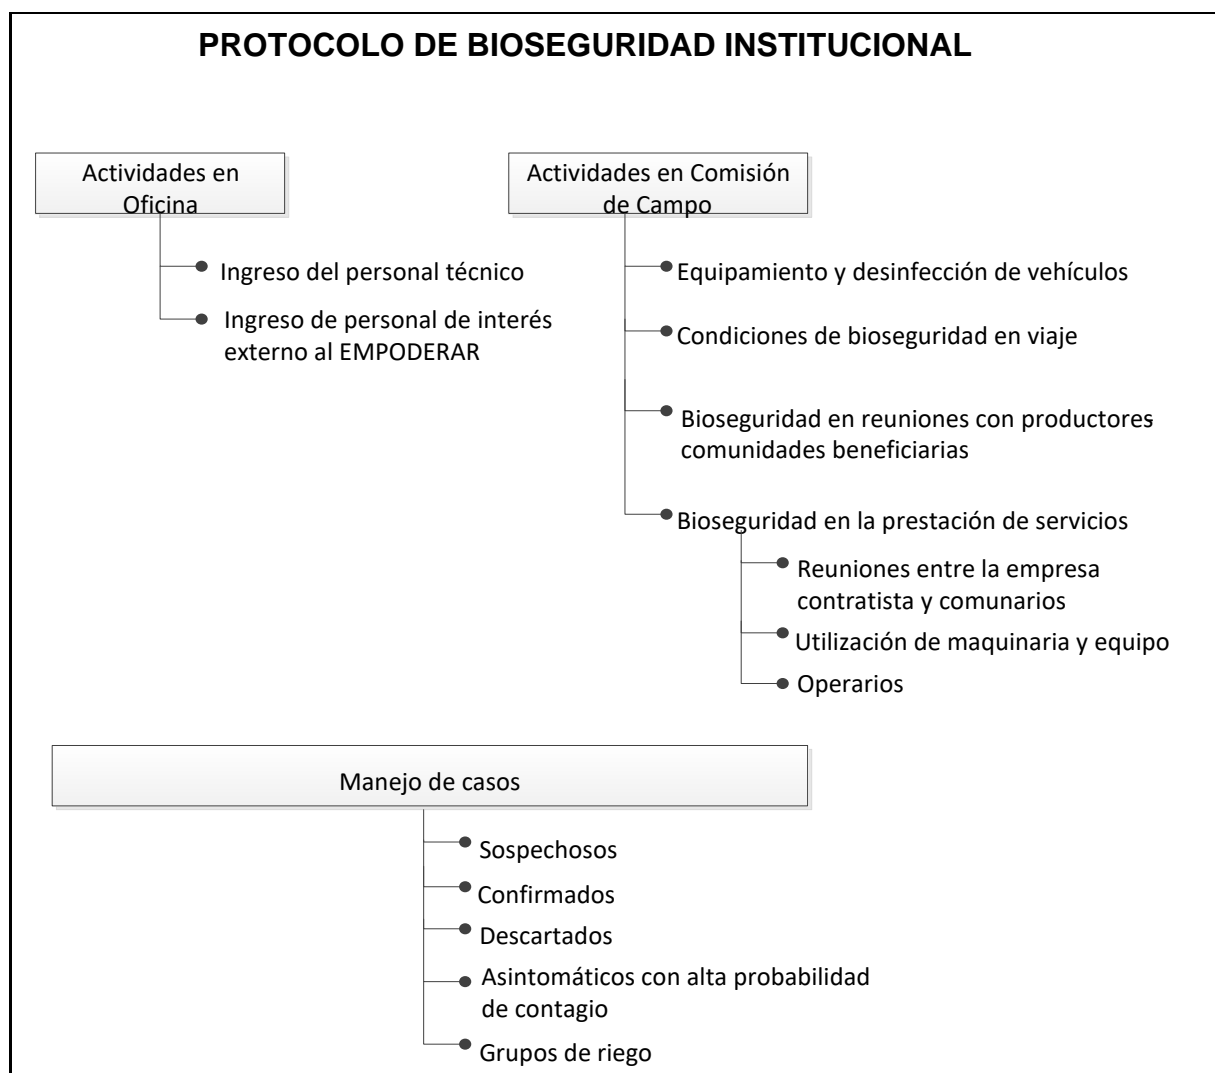 PROTOCOLO DE BIOSEGURIDAD INSTITUCIONAL
Actividades en
Oficina
Ingreso del personal técnico
Ingreso de personal de interés
externo al EMPODERAR
Actividades en Comisión
de Campo
Equipamiento y desinfección de vehículos
Condiciones de bioseguridad en viaje
Bioseguridad en reuniones con productores-
comunidades beneficiarias
Bioseguridad en la prestación de servicios
Reuniones entre la empresa
contratista y comunarios
Utilización de maquinaria y equipo
Operarios
Manejo de casos
Sospechosos
Confirmados
Descartados
Asintomáticos con alta probabilidad
de contagio
Grupos de riego